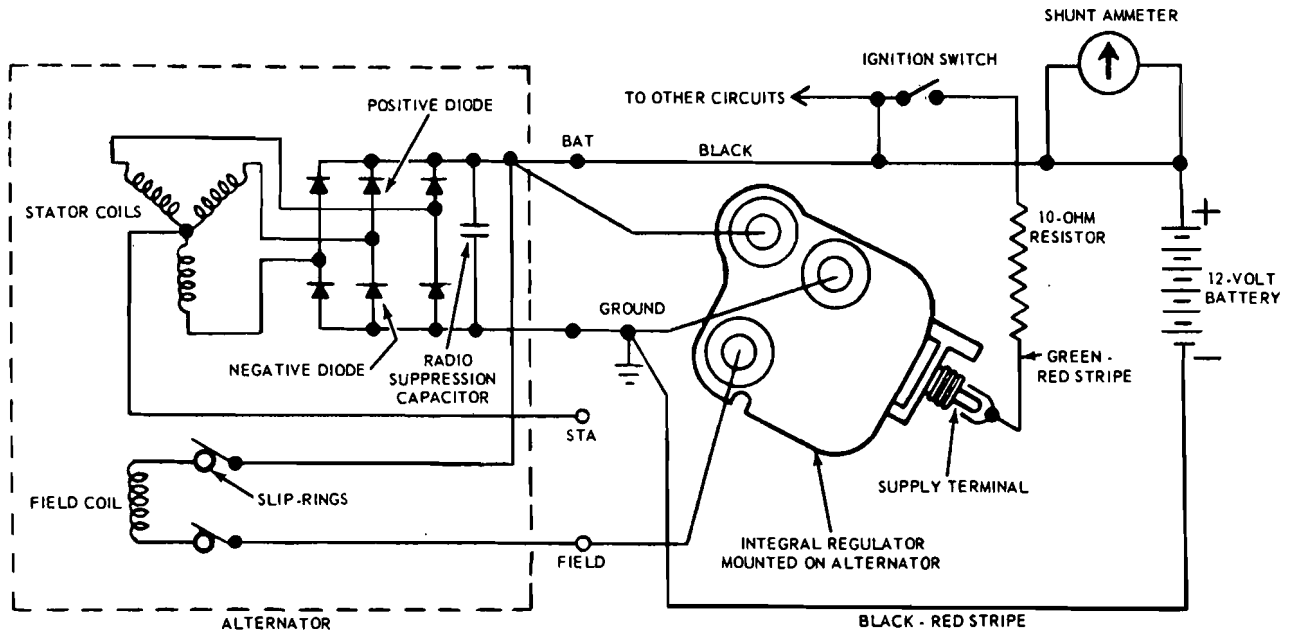 SHUNT AMMETER
IGNITION SWITCH
TO OTHER CIRCUITS
POSITIVE DIODE
BAT
BLACK
STATOR COILS
10-OHM
RESISTOR
+
12-VOLT
BATTERY
GROUND
NEGATIVE DIODE
RADIO
SUPPRESSION
CAPACITOR
GREEN -
RED STRIPE
−
STA
SUPPLY TERMINAL
SLIP-RINGS
FIELD COIL
INTEGRAL REGULATOR
MOUNTED ON ALTERNATOR
FIELD
ALTERNATOR
BLACK - RED STRIPE